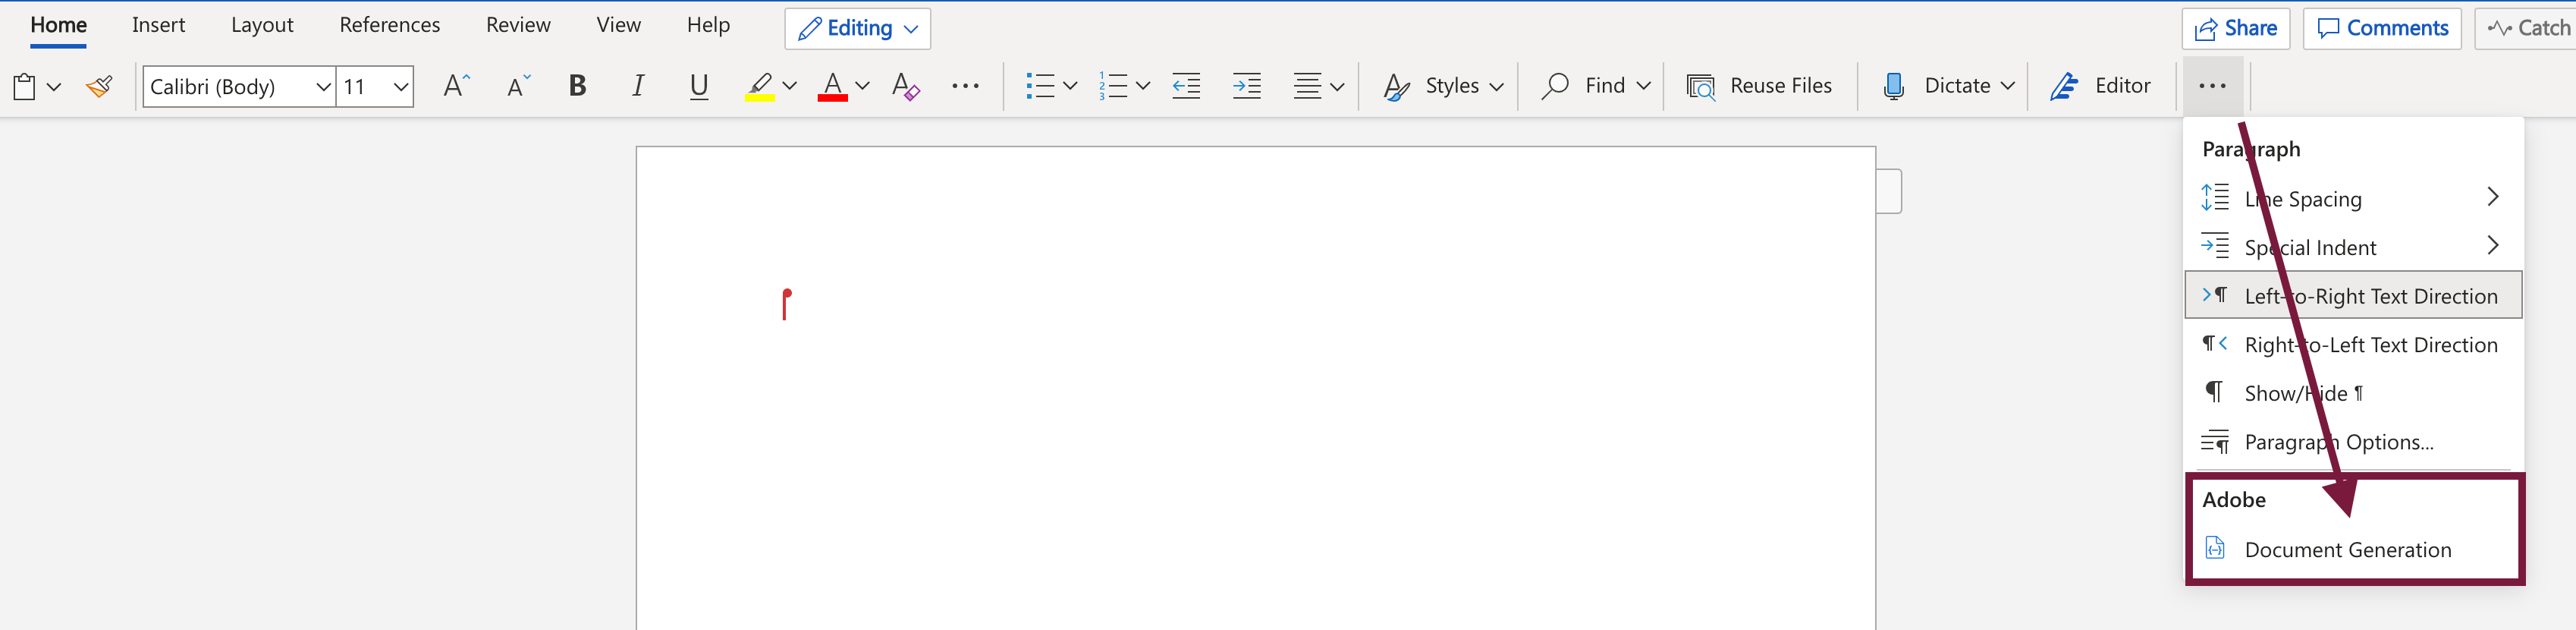 Home Insert Layout References Review View Help Editing Share Comments Catch
Calibri (Body) 11 A A B I U A A Styles Find Reuse Files Dictate Editor
Paragraph
Line Spacing
Special Indent
Left-to-Right Text Direction
Right-to-Left Text Direction
Show/Hide ¶
Paragraph Options...
Adobe
Document Generation